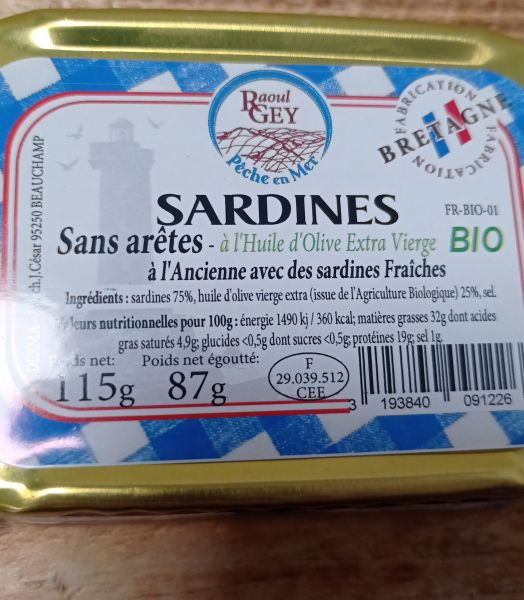 Raoul
GEY
Pêche en Mer
FABRICATION
BRETAGNE
FABRICATION
SARDINES
FR-BIO-01
Sans arêtes - à l'Huile d'Olive Extra Vierge BIO
à l'Ancienne avec des sardines Fraîches
Ingrédients : sardines 75%, huile d'olive vierge extra (issue de l'Agriculture Biologique) 25%, sel.
nutritionnelles pour 100g : énergie 1490 kj / 360 kcal; matières grasses 32g dont acides
gras saturés 4,9g; glucides <0,5g dont sucres <0,5g; protéines 19g; sel 1g.
net: Poids net égoutté:
115g 87g
F
29.039.512
CEE
3 193840 091226
ch.J.César 95250 BEAUCHAMP